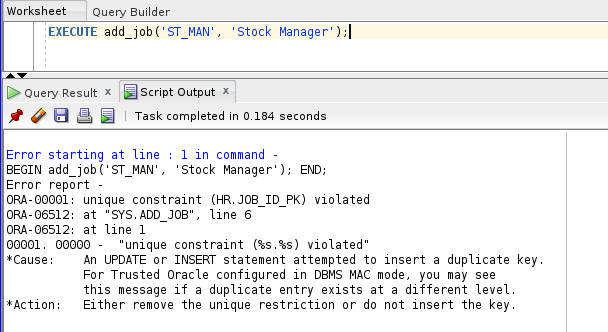 Worksheet Query Builder
EXECUTE add_job('ST_MAN', 'Stock Manager');
Query Result x Script Output x
Task completed in 0.184 seconds
Error starting at line : 1 in command -
BEGIN add_job('ST_MAN', 'Stock Manager'); END;
Error report -
ORA-00001: unique constraint (HR.JOB_ID_PK) violated
ORA-06512: at "SYS.ADD_JOB", line 6
ORA-06512: at line 1
00001. 00000 -  "unique constraint (%s.%s) violated"
*Cause:    An UPDATE or INSERT statement attempted to insert a duplicate key.
           For Trusted Oracle configured in DBMS MAC mode, you may see
           this message if a duplicate entry exists at a different level.
*Action:   Either remove the unique restriction or do not insert the key.